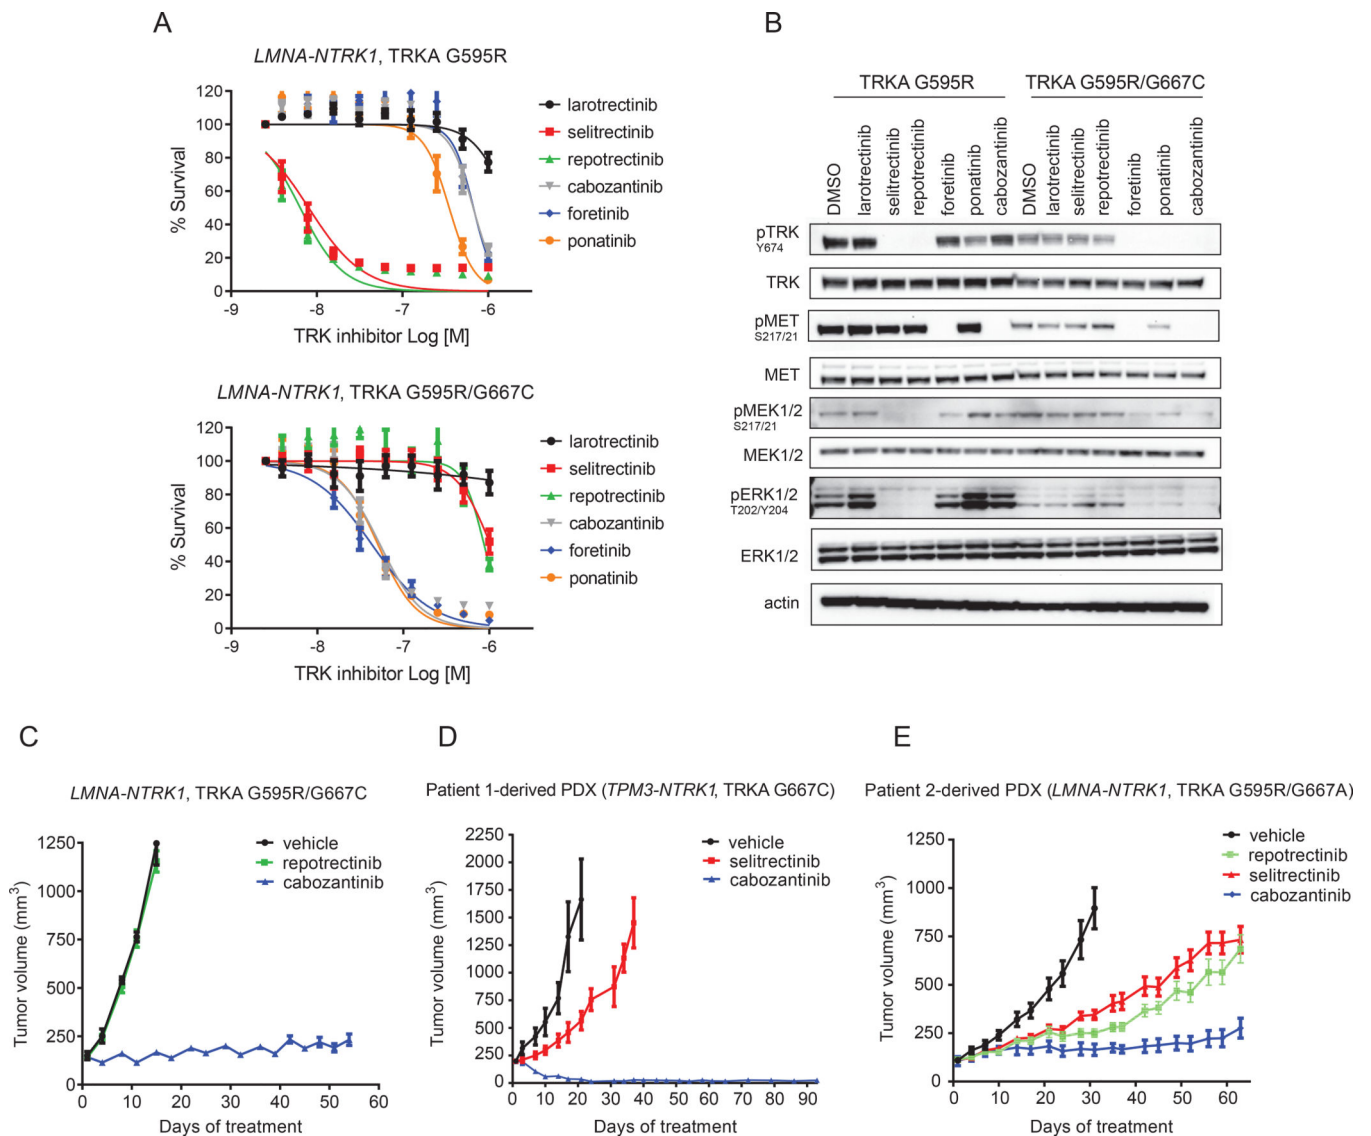 A
LMNA-NTRK1, TRKA G595R
120
100
80
60
40
20
0
% Survival
-9
-8
-7
-6
TRK inhibitor Log [M]
larotrectinib
selitrectinib
repotrectinib
cabozantinib
foretinib
ponatinib
LMNA-NTRK1, TRKA G595R/G667C
120
100
80
60
40
20
0
% Survival
-9
-8
-7
-6
TRK inhibitor Log [M]
larotrectinib
selitrectinib
repotrectinib
cabozantinib
foretinib
ponatinib
B
TRKA G595R
TRKA G595R/G667C
DMSO
larotrectinib
selitrectinib
repotrectinib
foretinib
ponatinib
cabozantinib
DMSO
larotrectinib
selitrectinib
repotrectinib
foretinib
ponatinib
cabozantinib
pTRK
Y674
TRK
pMET
S217/21
MET
pMEK1/2
S217/21
MEK1/2
pERK1/2
T202/Y204
ERK1/2
actin
C
LMNA-NTRK1, TRKA G595R/G667C
1250
1000
750
500
250
0
Tumor volume (mm³)
0
10
20
30
40
50
60
Days of treatment
vehicle
repotrectinib
cabozantinib
D
Patient 1-derived PDX (TPM3-NTRK1, TRKA G667C)
2250
2000
1750
1500
1250
1000
750
500
250
0
Tumor volume (mm³)
0
10
20
30
40
50
60
70
80
90
Days of treatment
vehicle
selitrectinib
cabozantinib
E
Patient 2-derived PDX (LMNA-NTRK1, TRKA G595R/G667A)
1250
1000
750
500
250
0
Tumor volume (mm³)
0
10
20
30
40
50
60
Days of treatment
vehicle
repotrectinib
selitrectinib
cabozantinib